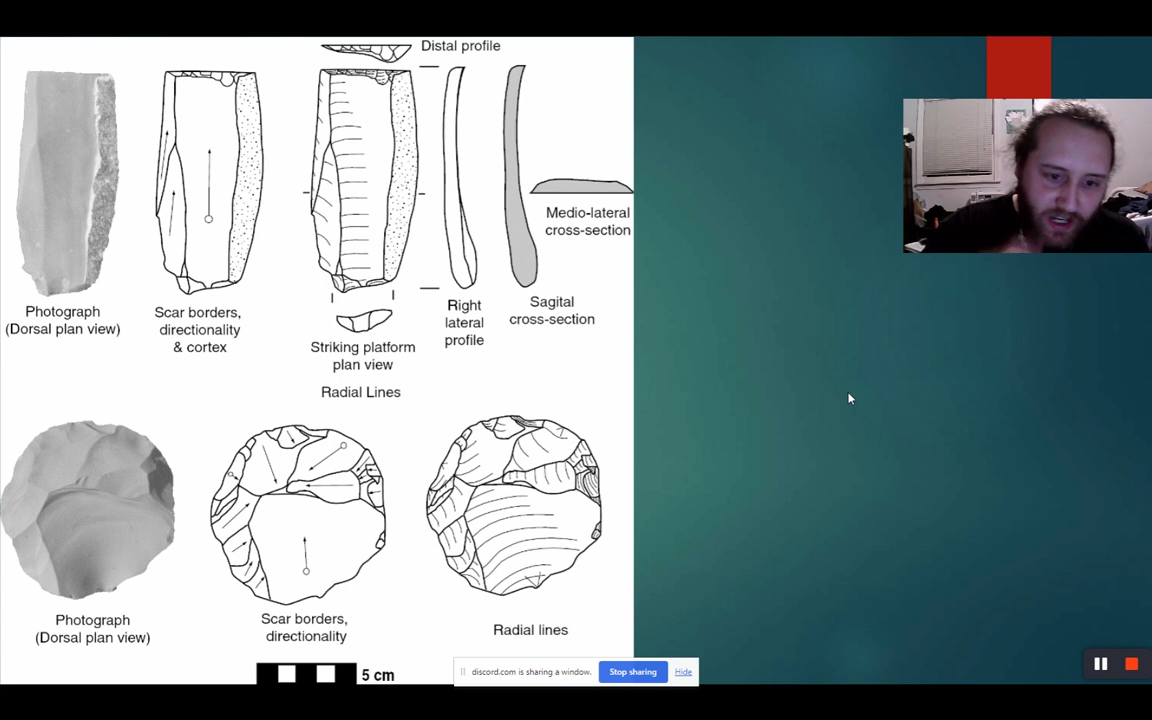 Distal profile
Medio-lateral
cross-section
Photograph
(Dorsal plan view)
Scar borders,
directionality
& cortex
Striking platform
plan view
Right
lateral
profile
Sagital
cross-section
Radial Lines
Photograph
(Dorsal plan view)
Scar borders,
directionality
Radial lines
5 cm
discord.com is sharing a window.
Stop sharing
Hide